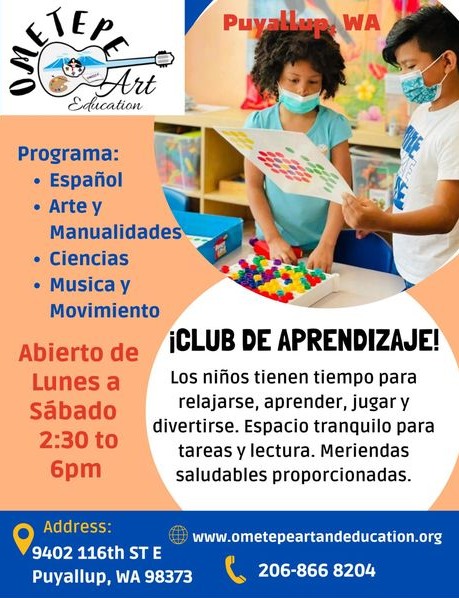 OMETEPE
Art
Education
Puyallup, WA
Programa:
• Español
• Arte y
Manualidades
• Ciencias
• Musica y
Movimiento
Abierto de
Lunes a
Sábado
2:30 to
6pm
¡CLUB DE APRENDIZAJE!
Los niños tienen tiempo para
relajarse, aprender, jugar y
divertirse. Espacio tranquilo para
tareas y lectura. Meriendas
saludables proporcionadas.
Address:
9402 116th ST E
Puyallup, WA 98373
www.ometepeartandeducation.org
206-866 8204